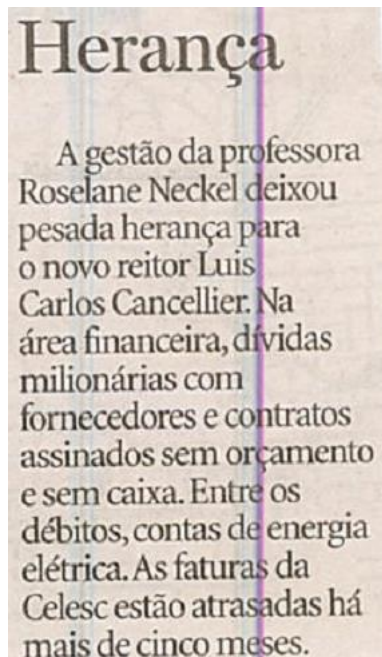 Herança
A gestão da professora
Roselane Neckel deixou
pesada herança para
o novo reitor Luis
Carlos Cancellier. Na
área financeira, dívidas
milionárias com
fornecedores e contratos
assinados sem orçamento
e sem caixa. Entre os
débitos, contas de energia
elétrica. As faturas da
Celesc estão atrasadas há
mais de cinco meses.